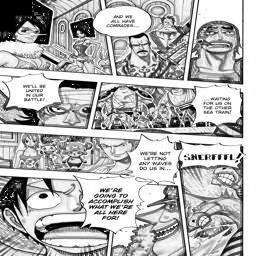 AND WE
ALL HAVE
COMRADES...
...WAITING
FOR US ON
THE OTHER
SEA TRAIN!
WE'LL BE
UNITED
IN OUR
BATTLE!
WE'RE NOT
LETTING
ANY WAVES
DO US IN...
WE'RE
GOING TO
ACCOMPLISH
WHAT WE'RE
ALL HERE
FOR!